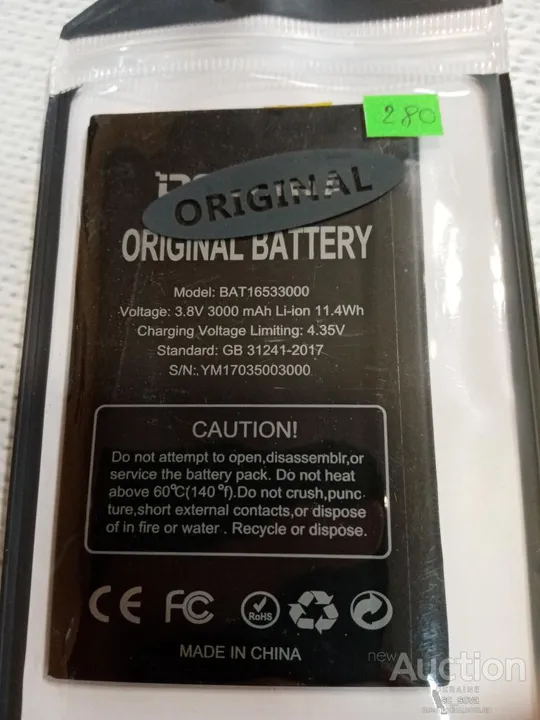 280
ORIGINAL
ORIGINAL BATTERY
Model: BAT16533000
Voltage: 3.8V 3000 mAh Li-ion 11.4Wh
Charging Voltage Limiting: 4.35V
Standard: GB 31241-2017
S/N:.YM17035003000
CAUTION!
Do not attempt to open,disassemblr,or
service the battery pack. Do not heat
above 60℃(140°f).Do not crush,punc-
ture,short external contacts,or dispose
of in fire or water . Recycle or dispose.
CE FC RoHS
MADE IN CHINA
new Auction
UKRAINE